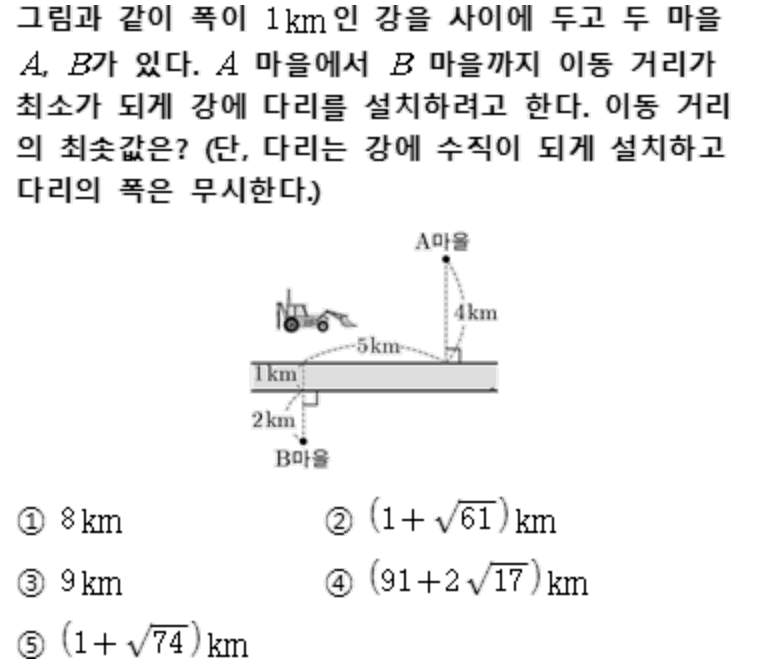 그림과 같이 폭이 1km인 강을 사이에 두고 두 마을
A, B가 있다. A 마을에서 B 마을까지 이동 거리가
최소가 되게 강에 다리를 설치하려고 한다. 이동 거리
의 최솟값은? (단, 다리는 강에 수직이 되게 설치하고
다리의 폭은 무시한다.)
A마을
4km
5km
1km
2km
B마을
① 8km ② (1+√61)km
③ 9km ④ (91+2√17)km
⑤ (1+√74)km